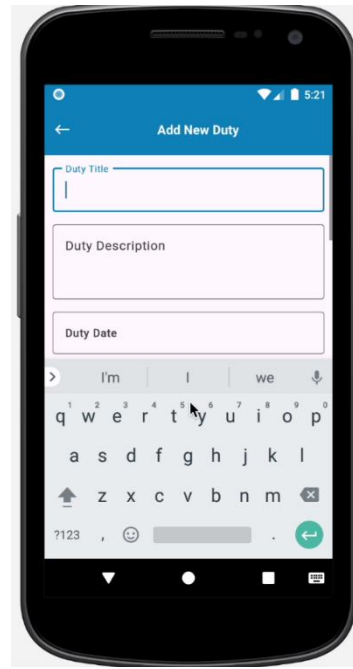 5:21
Add New Duty
Duty Title
Duty Description
Duty Date
I'm I we
q w e r t y u i o p
1 2 3 4 5 6 7 8 9 0
a s d f g h j k l
z x c v b n m
?123 , .